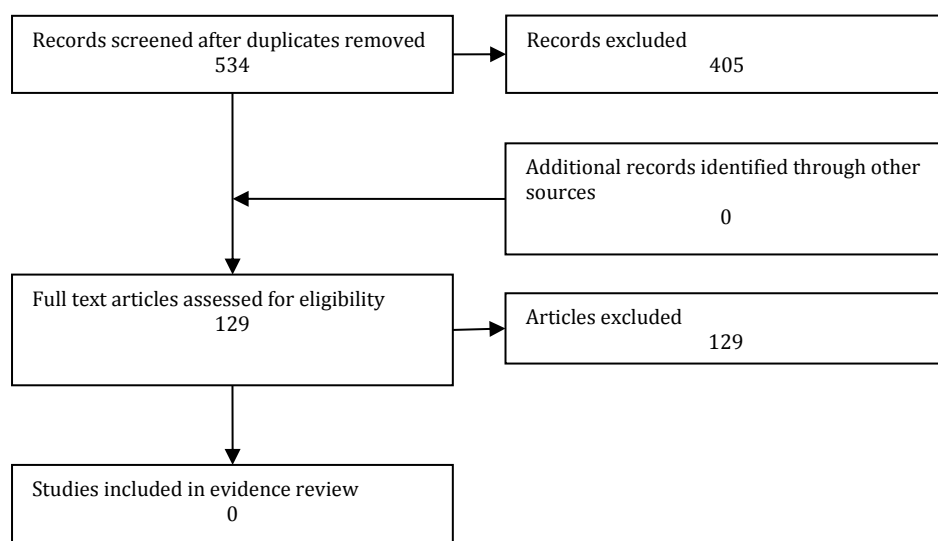 Records screened after duplicates removed
534
Records excluded
405
Additional records identified through other
sources
0
Full text articles assessed for eligibility
129
Articles excluded
129
Studies included in evidence review
0